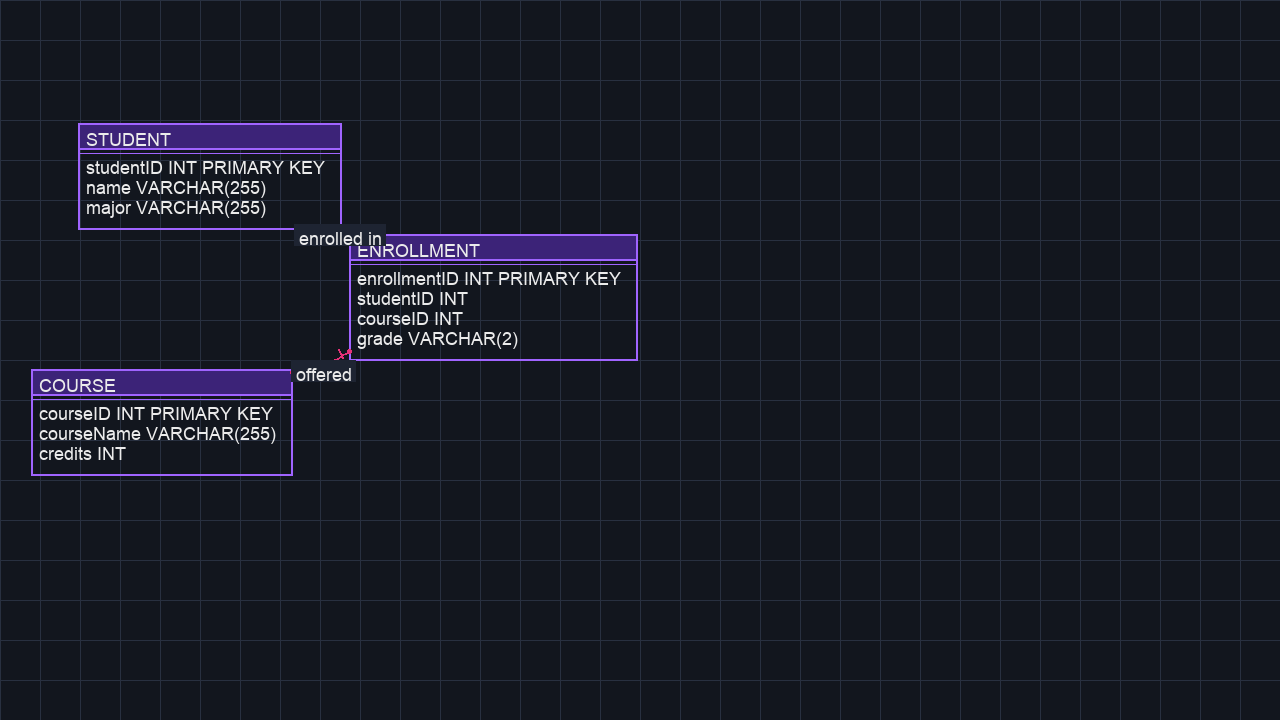 STUDENT
studentID INT PRIMARY KEY
name VARCHAR(255)
major VARCHAR(255)
enrolled in
ENROLLMENT
enrollmentID INT PRIMARY KEY
studentID INT
courseID INT
grade VARCHAR(2)
offered
COURSE
courseID INT PRIMARY KEY
courseName VARCHAR(255)
credits INT